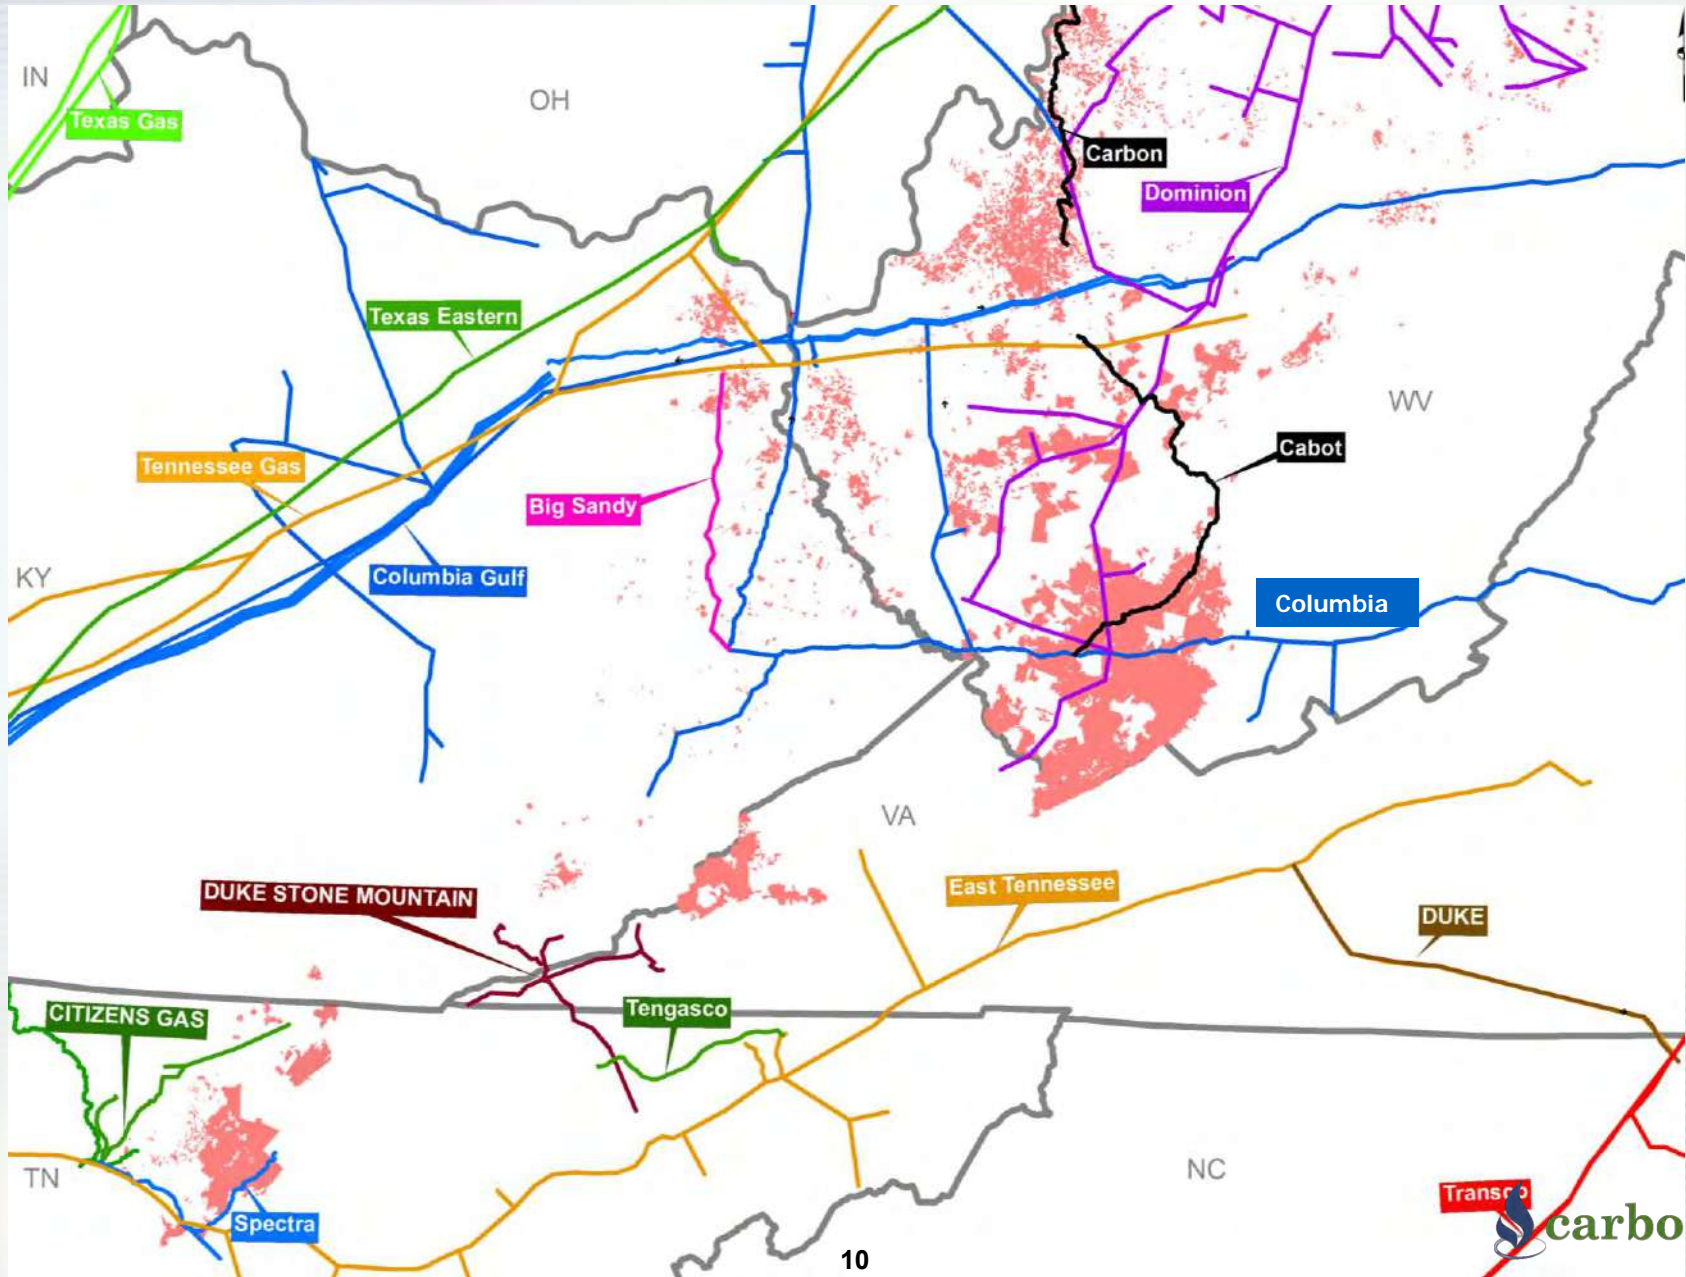 IN
OH
Texas Gas
Carbon
Dominion
Texas Eastern
WV
Tennessee Gas
Cabot
Big Sandy
KY
Columbia Gulf
Columbia
VA
DUKE STONE MOUNTAIN
East Tennessee
DUKE
CITIZENS GAS
Tengasco
TN
NC
Transco
Spectra
carbo
10